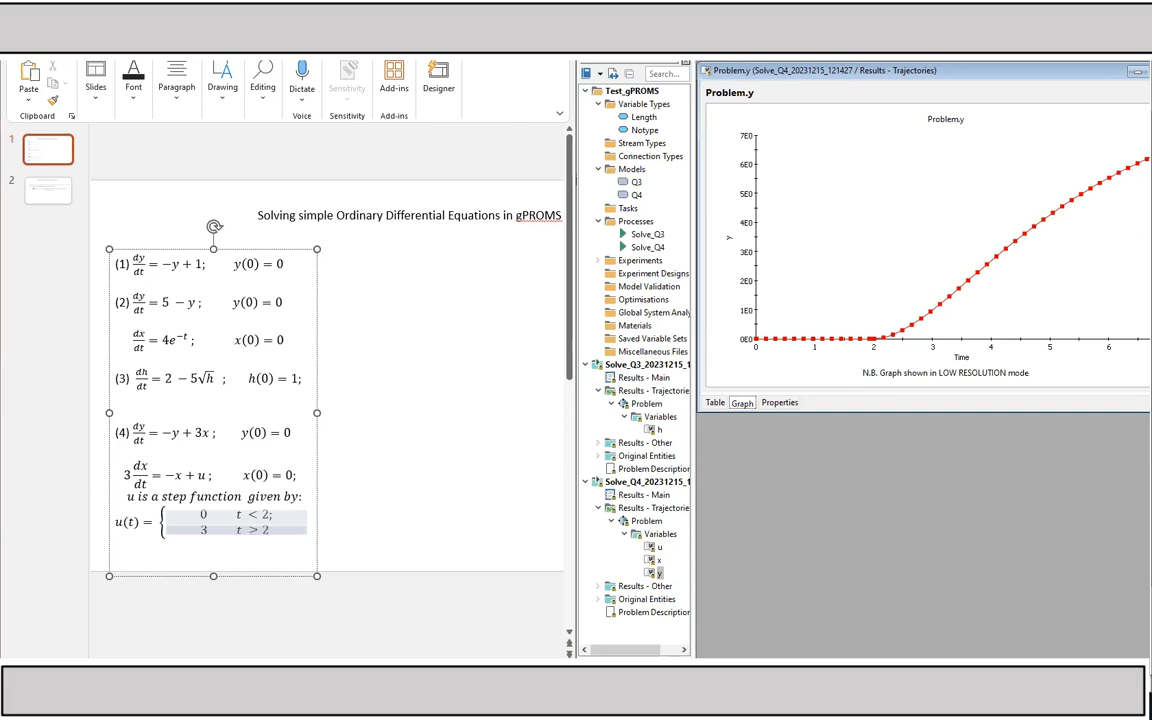 Paste
Slides
Font
Paragraph
Drawing
Editing
Dictate
Sensitivity
Add-ins
Designer
Clipboard
Voice
Sensitivity
Add-ins
1
2
Solving simple Ordinary Differential Equations in gPROMS
(1) dy/dt = −y + 1; y(0) = 0
(2) dy/dt = 5 − y ; y(0) = 0
dx/dt = 4e^−t ; x(0) = 0
(3) dh/dt = 2 − 5√h ; h(0) = 1;
(4) dy/dt = −y + 3x ; y(0) = 0
3 dx/dt = −x + u ; x(0) = 0;
u is a step function given by:
u(t) = { 0 t < 2;
3 t > 2
Search...
Test_gPROMS
Variable Types
Length
Notype
Stream Types
Connection Types
Models
Q3
Q4
Tasks
Processes
Solve_Q3
Solve_Q4
Experiments
Experiment Designs
Model Validation
Optimisations
Global System Analy
Materials
Saved Variable Sets
Miscellaneous Files
Solve_Q3_20231215_1
Results - Main
Results - Trajectorie
Problem
Variables
h
Results - Other
Original Entities
Problem Description
Solve_Q4_20231215_1
Results - Main
Results - Trajectorie
Problem
Variables
u
x
y
Results - Other
Original Entities
Problem Description
Problem.y (Solve_Q4_20231215_121427 / Results - Trajectories)
Problem.y
Problem.y
7E0
6E0
5E0
4E0
3E0
2E0
1E0
0E0
y
0 1 2 3 4 5 6
Time
N.B. Graph shown in LOW RESOLUTION mode
Table Graph Properties